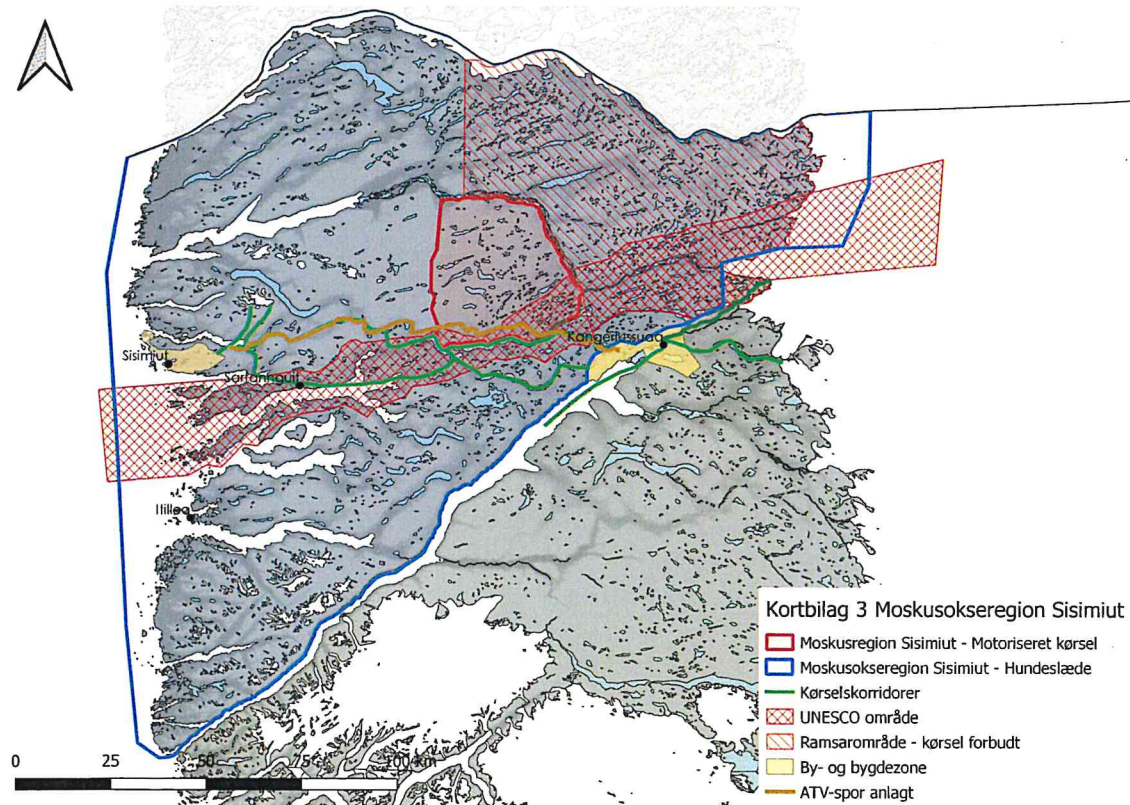 Sisimiut
Sarfannguit
Kangerlussuaq
Itilleq
0 25 50 75 100 km
Kortbilag 3 Moskusokseregion Sisimiut
Moskusregion Sisimiut - Motoriseret kørsel
Moskusokseregion Sisimiut - Hundeslæde
Kørselskorridorer
UNESCO område
Ramsarområde - kørsel forbudt
By- og bygdezone
ATV-spor anlagt